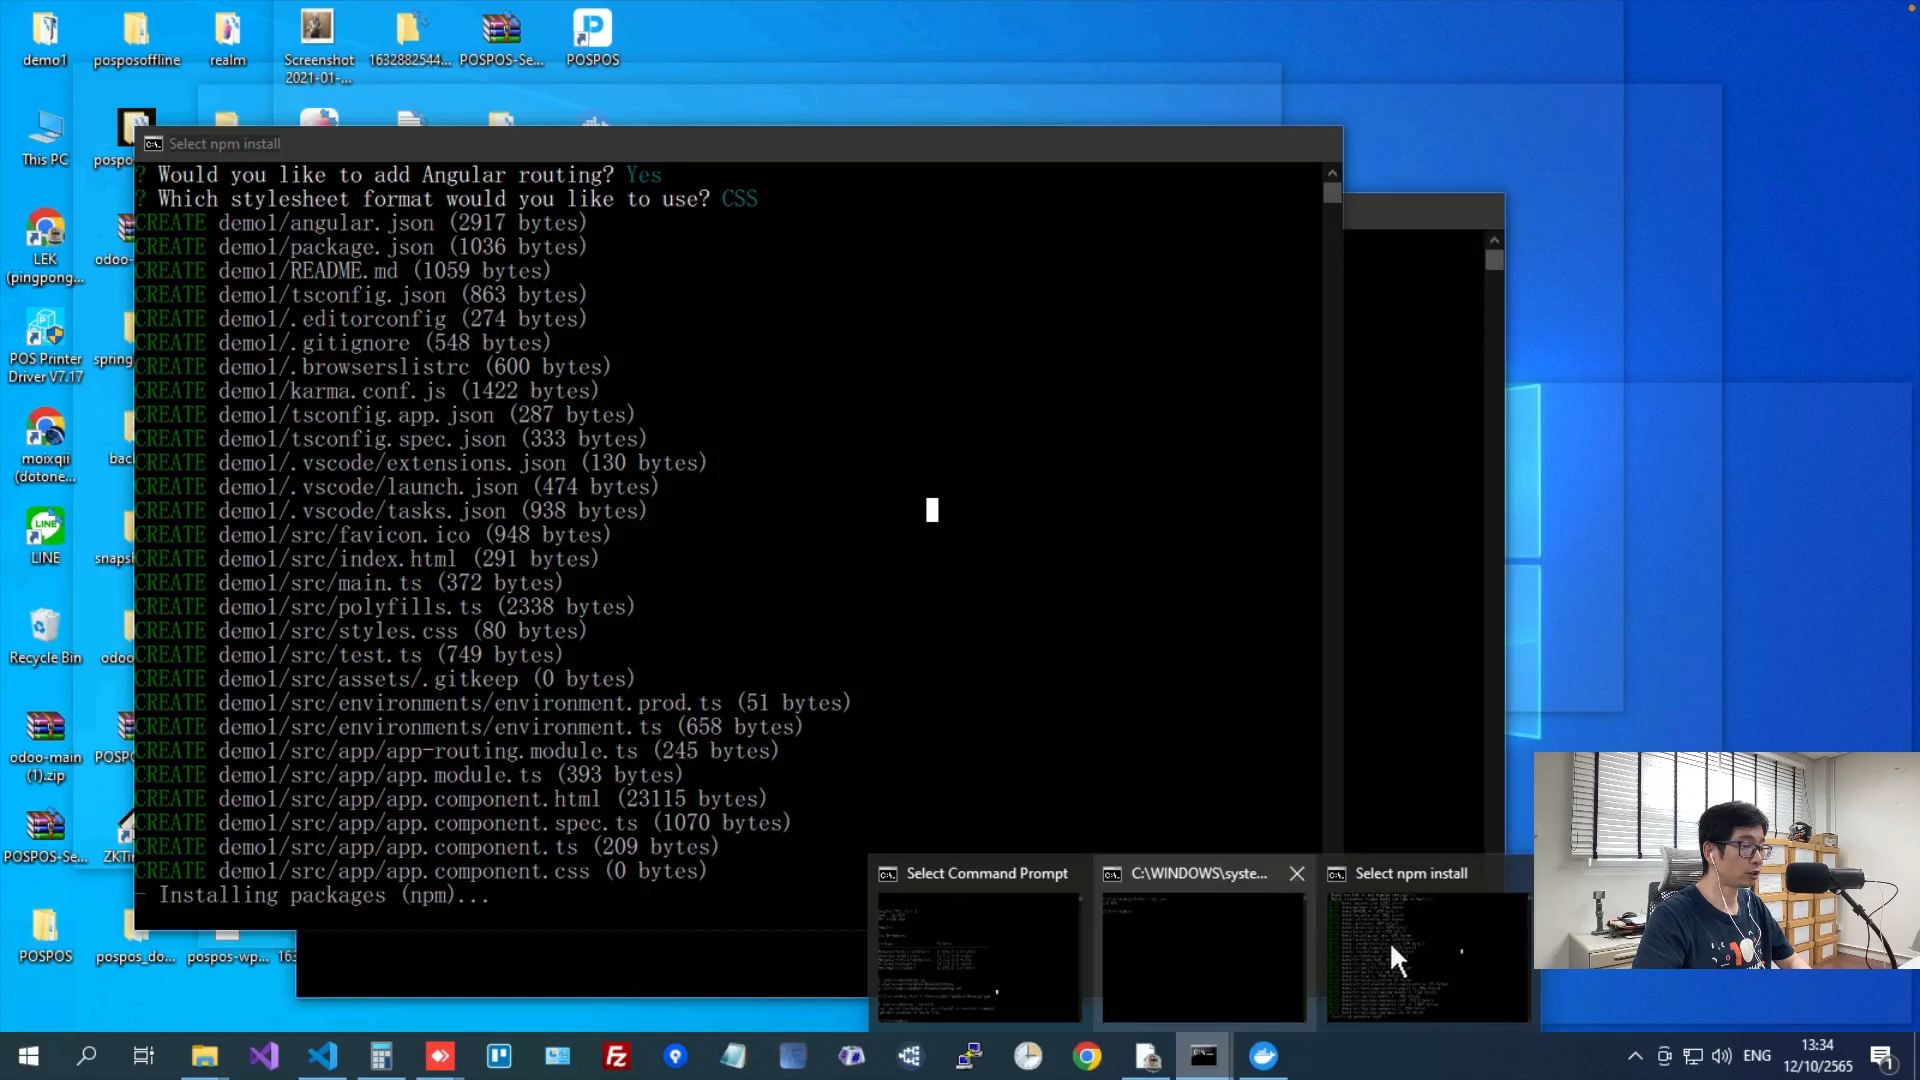 demo1
posposoffline
realm
Screenshot
2021-01-...
1632882544...
POSPOS-Se...
POSPOS
This PC
pospo
LEK
(pingpong...
odoo-
POS Printer
Driver V7.17
spring
moixqii
(dotone...
bac
LINE
snapsh
Recycle Bin
odoo
odoo-main
(1).zip
POSPO
POSPOS-Se...
ZKTi
POSPOS
pospos_do...
pospos-wp...
163
Select npm install
? Would you like to add Angular routing? Yes
? Which stylesheet format would you like to use? CSS
CREATE demo1/angular.json (2917 bytes)
CREATE demo1/package.json (1036 bytes)
CREATE demo1/README.md (1059 bytes)
CREATE demo1/tsconfig.json (863 bytes)
CREATE demo1/.editorconfig (274 bytes)
CREATE demo1/.gitignore (548 bytes)
CREATE demo1/.browserslistrc (600 bytes)
CREATE demo1/karma.conf.js (1422 bytes)
CREATE demo1/tsconfig.app.json (287 bytes)
CREATE demo1/tsconfig.spec.json (333 bytes)
CREATE demo1/.vscode/extensions.json (130 bytes)
CREATE demo1/.vscode/launch.json (474 bytes)
CREATE demo1/.vscode/tasks.json (938 bytes)
CREATE demo1/src/favicon.ico (948 bytes)
CREATE demo1/src/index.html (291 bytes)
CREATE demo1/src/main.ts (372 bytes)
CREATE demo1/src/polyfills.ts (2338 bytes)
CREATE demo1/src/styles.css (80 bytes)
CREATE demo1/src/test.ts (749 bytes)
CREATE demo1/src/assets/.gitkeep (0 bytes)
CREATE demo1/src/environments/environment.prod.ts (51 bytes)
CREATE demo1/src/environments/environment.ts (658 bytes)
CREATE demo1/src/app/app-routing.module.ts (245 bytes)
CREATE demo1/src/app/app.module.ts (393 bytes)
CREATE demo1/src/app/app.component.html (23115 bytes)
CREATE demo1/src/app/app.component.spec.ts (1070 bytes)
CREATE demo1/src/app/app.component.ts (209 bytes)
CREATE demo1/src/app/app.component.css (0 bytes)
- Installing packages (npm)...
Select Command Prompt
C:\WINDOWS\syste...
Select npm install
ENG
13:34
12/10/2565
1